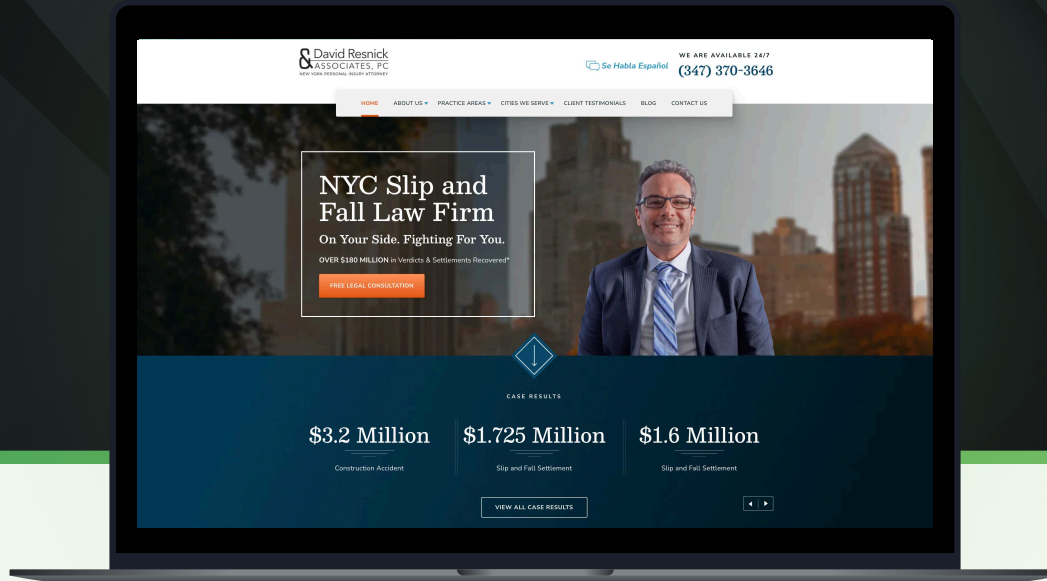 & David Resnick
ASSOCIATES, PC
NEW YORK PERSONAL INJURY ATTORNEY
Se Habla Español
WE ARE AVAILABLE 24/7
(347) 370-3646
HOME ABOUT US PRACTICE AREAS CITIES WE SERVE CLIENT TESTIMONIALS BLOG CONTACT US
NYC Slip and
Fall Law Firm
On Your Side. Fighting For You.
OVER $180 MILLION in Verdicts & Settlements Recovered*
FREE LEGAL CONSULTATION
CASE RESULTS
$3.2 Million
Construction Accident
$1.725 Million
Slip and Fall Settlement
$1.6 Million
Slip and Fall Settlement
VIEW ALL CASE RESULTS